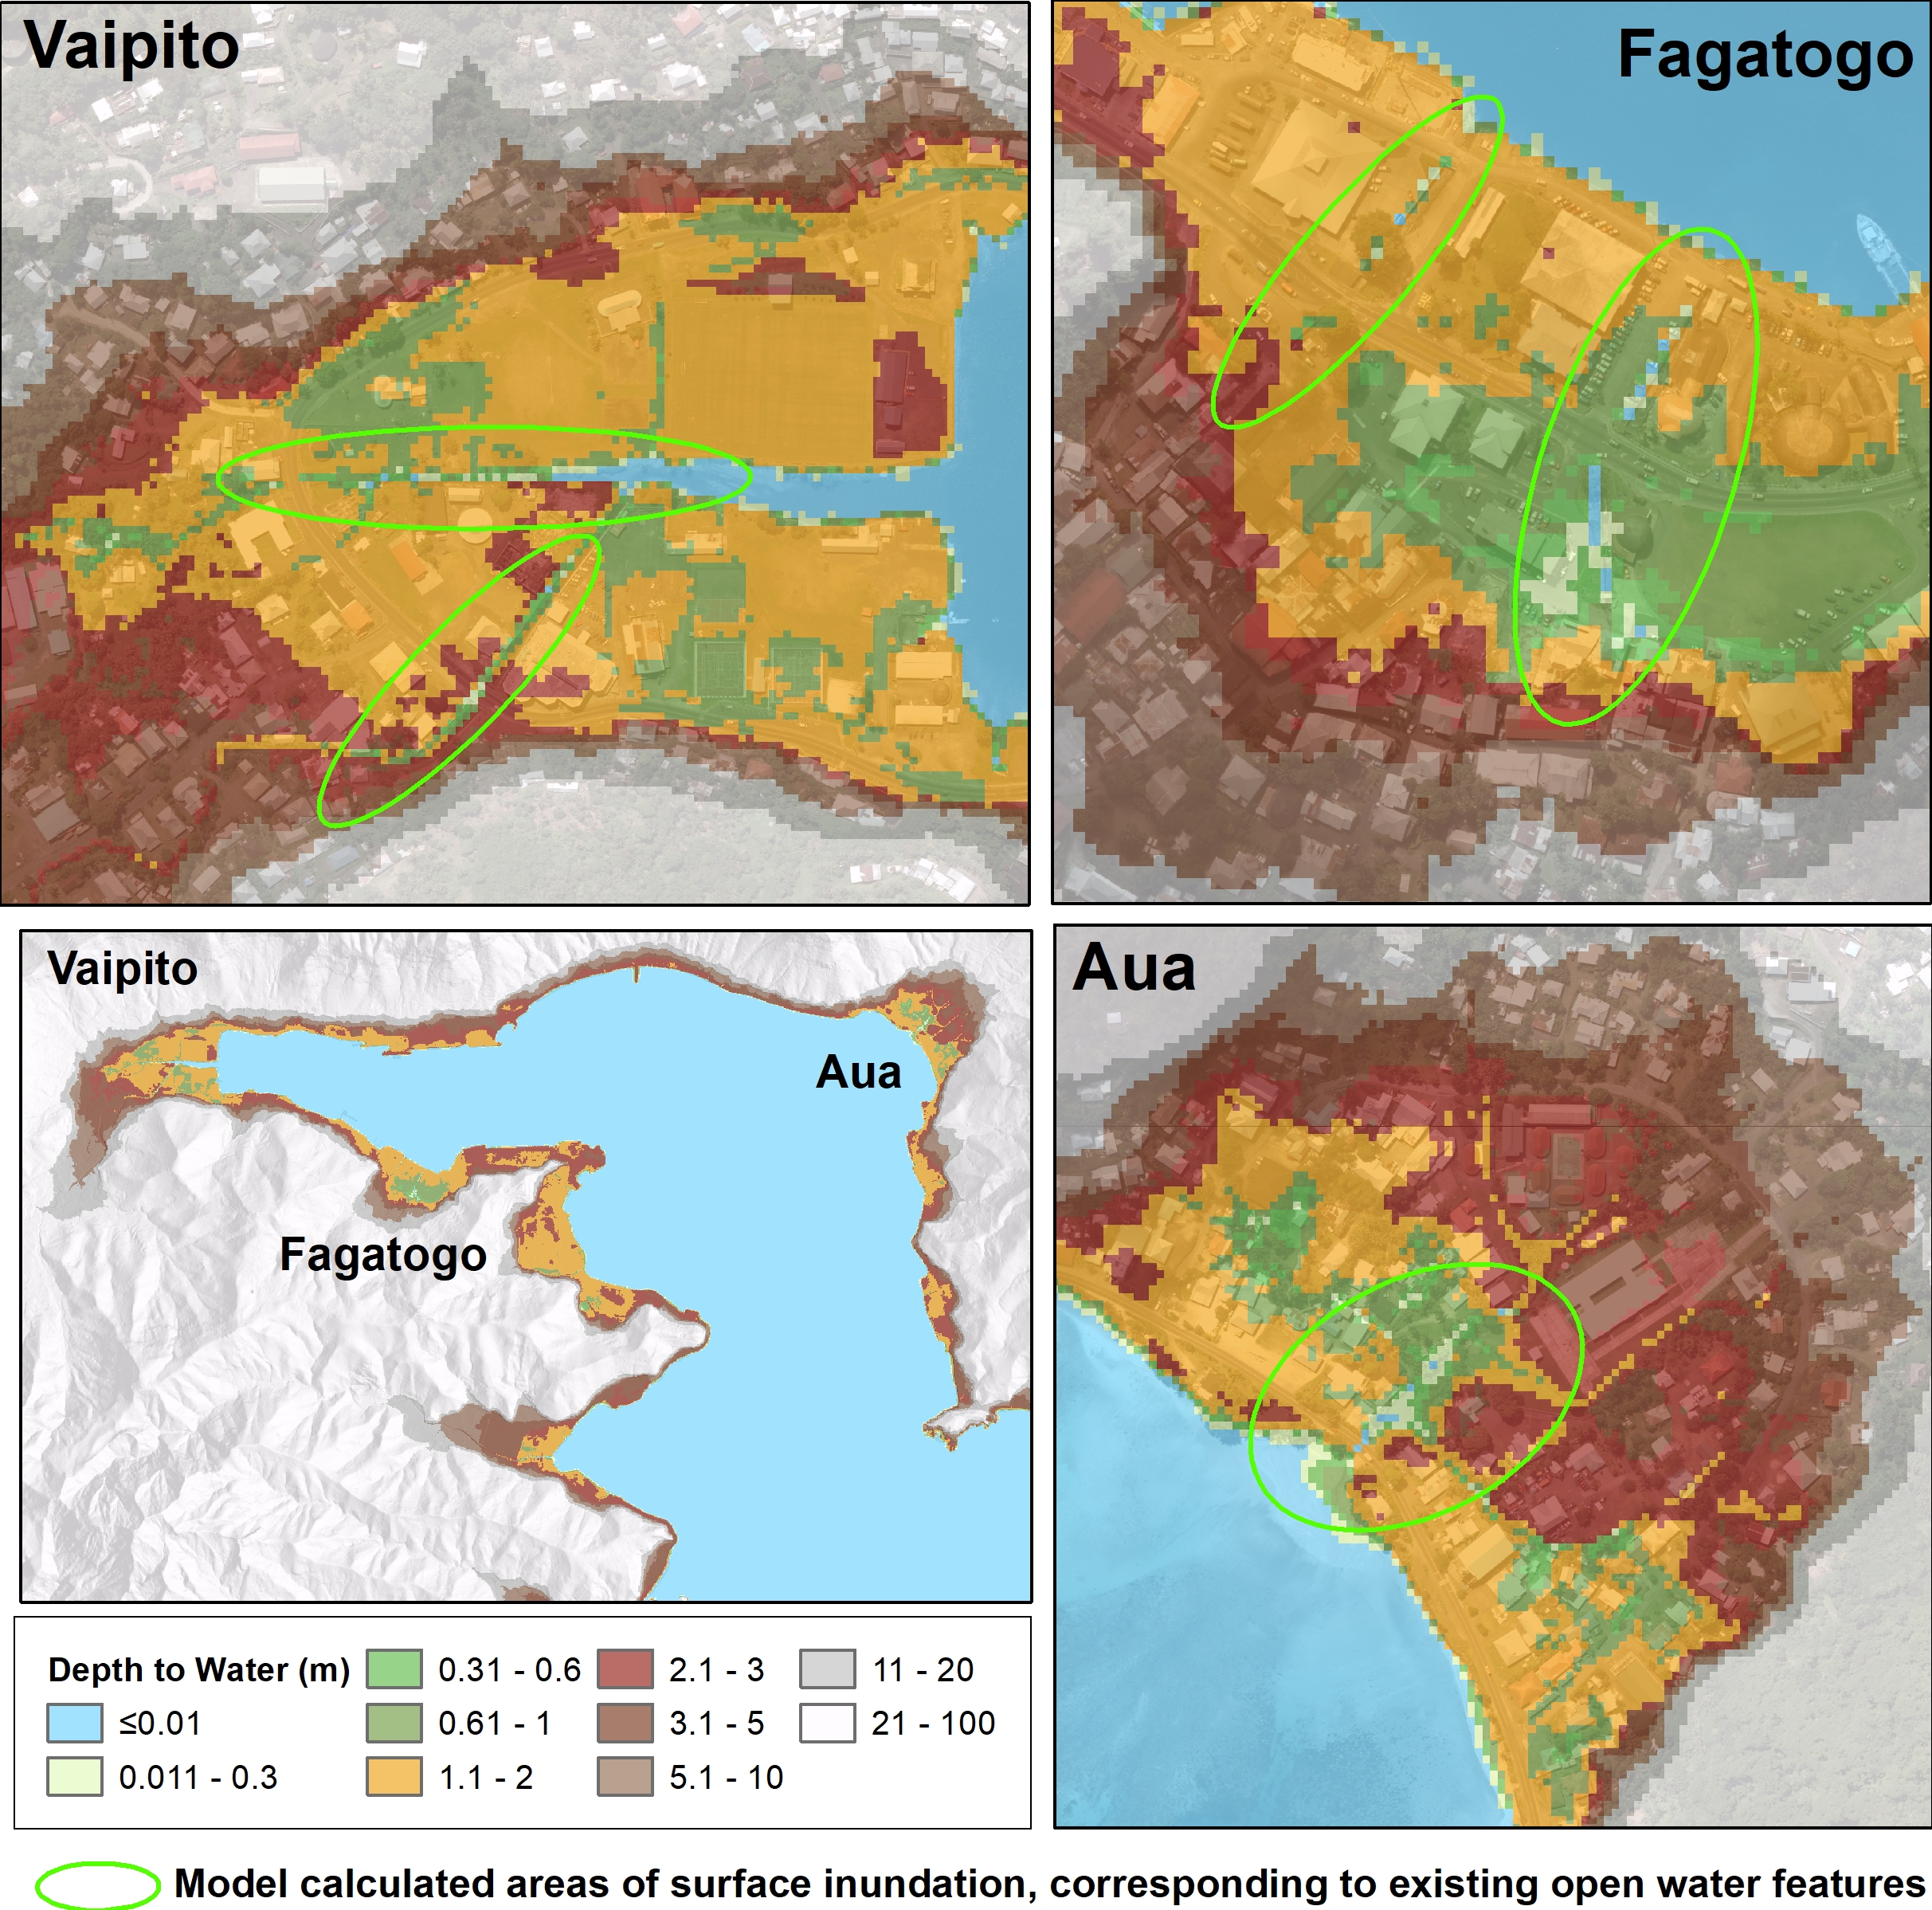 Vaipito
Fagatogo
Vaipito
Aua
Fagatogo
Aua
Depth to Water (m)
≤0.01
0.011 - 0.3
0.31 - 0.6
0.61 - 1
1.1 - 2
2.1 - 3
3.1 - 5
5.1 - 10
11 - 20
21 - 100
Model calculated areas of surface inundation, corresponding to existing open water features